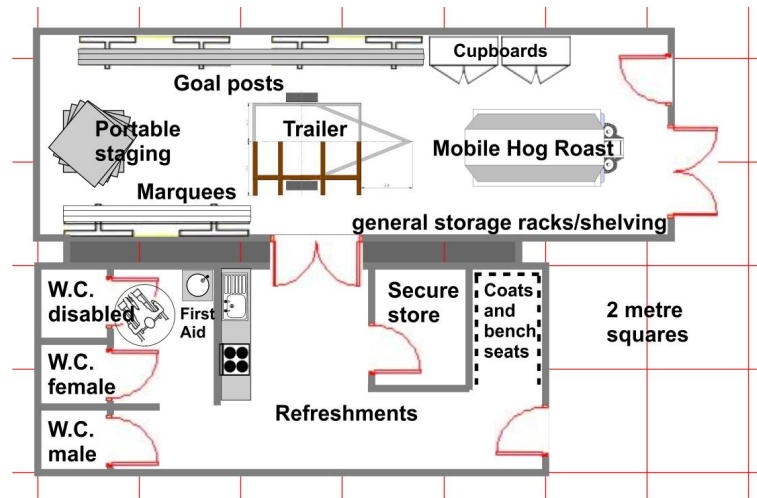 Cupboards
Goal posts
Portable
staging
Trailer
Mobile Hog Roast
Marquees
general storage racks/shelving
W.C.
disabled
First
Aid
Secure
store
Coats
and
bench
seats
2 metre
squares
W.C.
female
Refreshments
W.C.
male